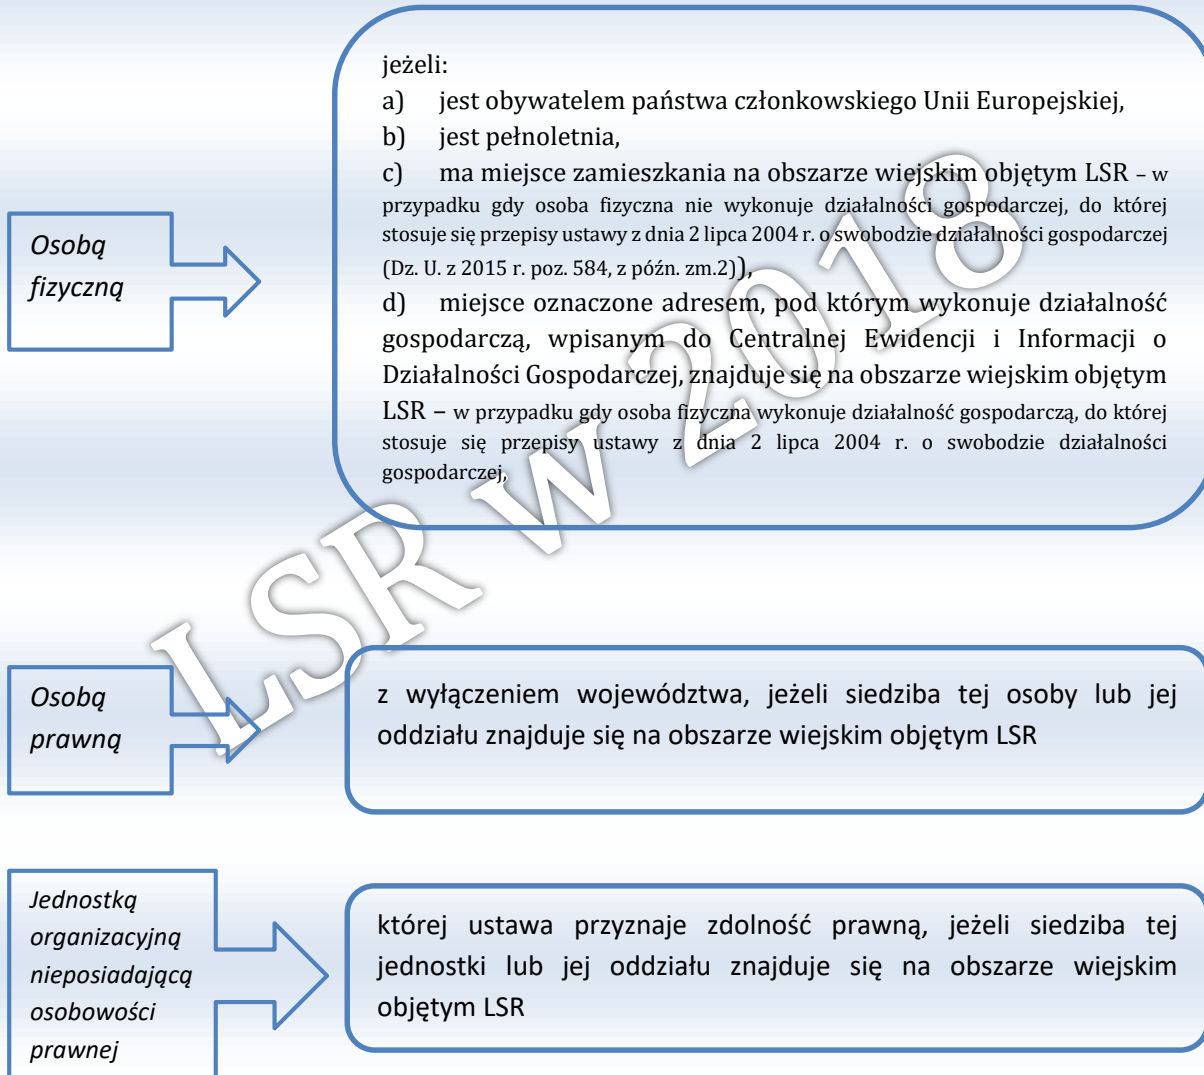 Osobą
fizyczną
jeżeli:
a) jest obywatelem państwa członkowskiego Unii Europejskiej,
b) jest pełnoletnia,
c) ma miejsce zamieszkania na obszarze wiejskim objętym LSR – w
przypadku gdy osoba fizyczna nie wykonuje działalności gospodarczej, do której
stosuje się przepisy ustawy z dnia 2 lipca 2004 r. o swobodzie działalności gospodarczej
(Dz. U. z 2015 r. poz. 584, z późn. zm.2)),
d) miejsce oznaczone adresem, pod którym wykonuje działalność
gospodarczą, wpisanym do Centralnej Ewidencji i Informacji o
Działalności Gospodarczej, znajduje się na obszarze wiejskim objętym
LSR – w przypadku gdy osoba fizyczna wykonuje działalność gospodarczą, do której
stosuje się przepisy ustawy z dnia 2 lipca 2004 r. o swobodzie działalności
gospodarczej,
LSR w 2018
Osobą
prawną
z wyłączeniem województwa, jeżeli siedziba tej osoby lub jej
oddziału znajduje się na obszarze wiejskim objętym LSR
Jednostką
organizacyjną
nieposiadającą
osobowości
prawnej
której ustawa przyznaje zdolność prawną, jeżeli siedziba tej
jednostki lub jej oddziału znajduje się na obszarze wiejskim
objętym LSR